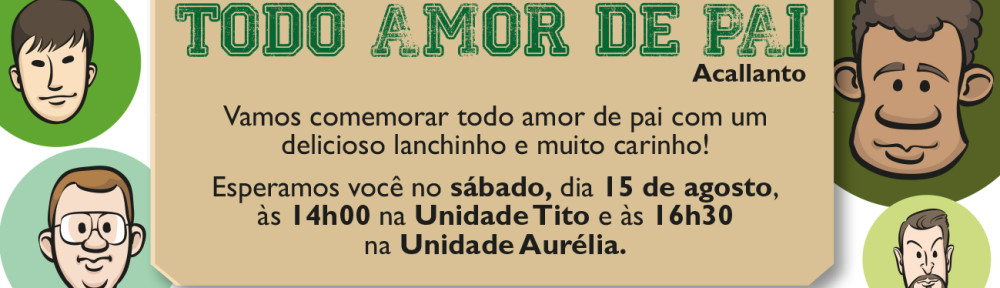 TODO AMOR DE PAI
Acallanto
Vamos comemorar todo amor de pai com um
delicioso lanchinho e muito carinho!
Esperamos você no sábado, dia 15 de agosto,
às 14h00 na Unidade Tito e às 16h30
na Unidade Aurélia.